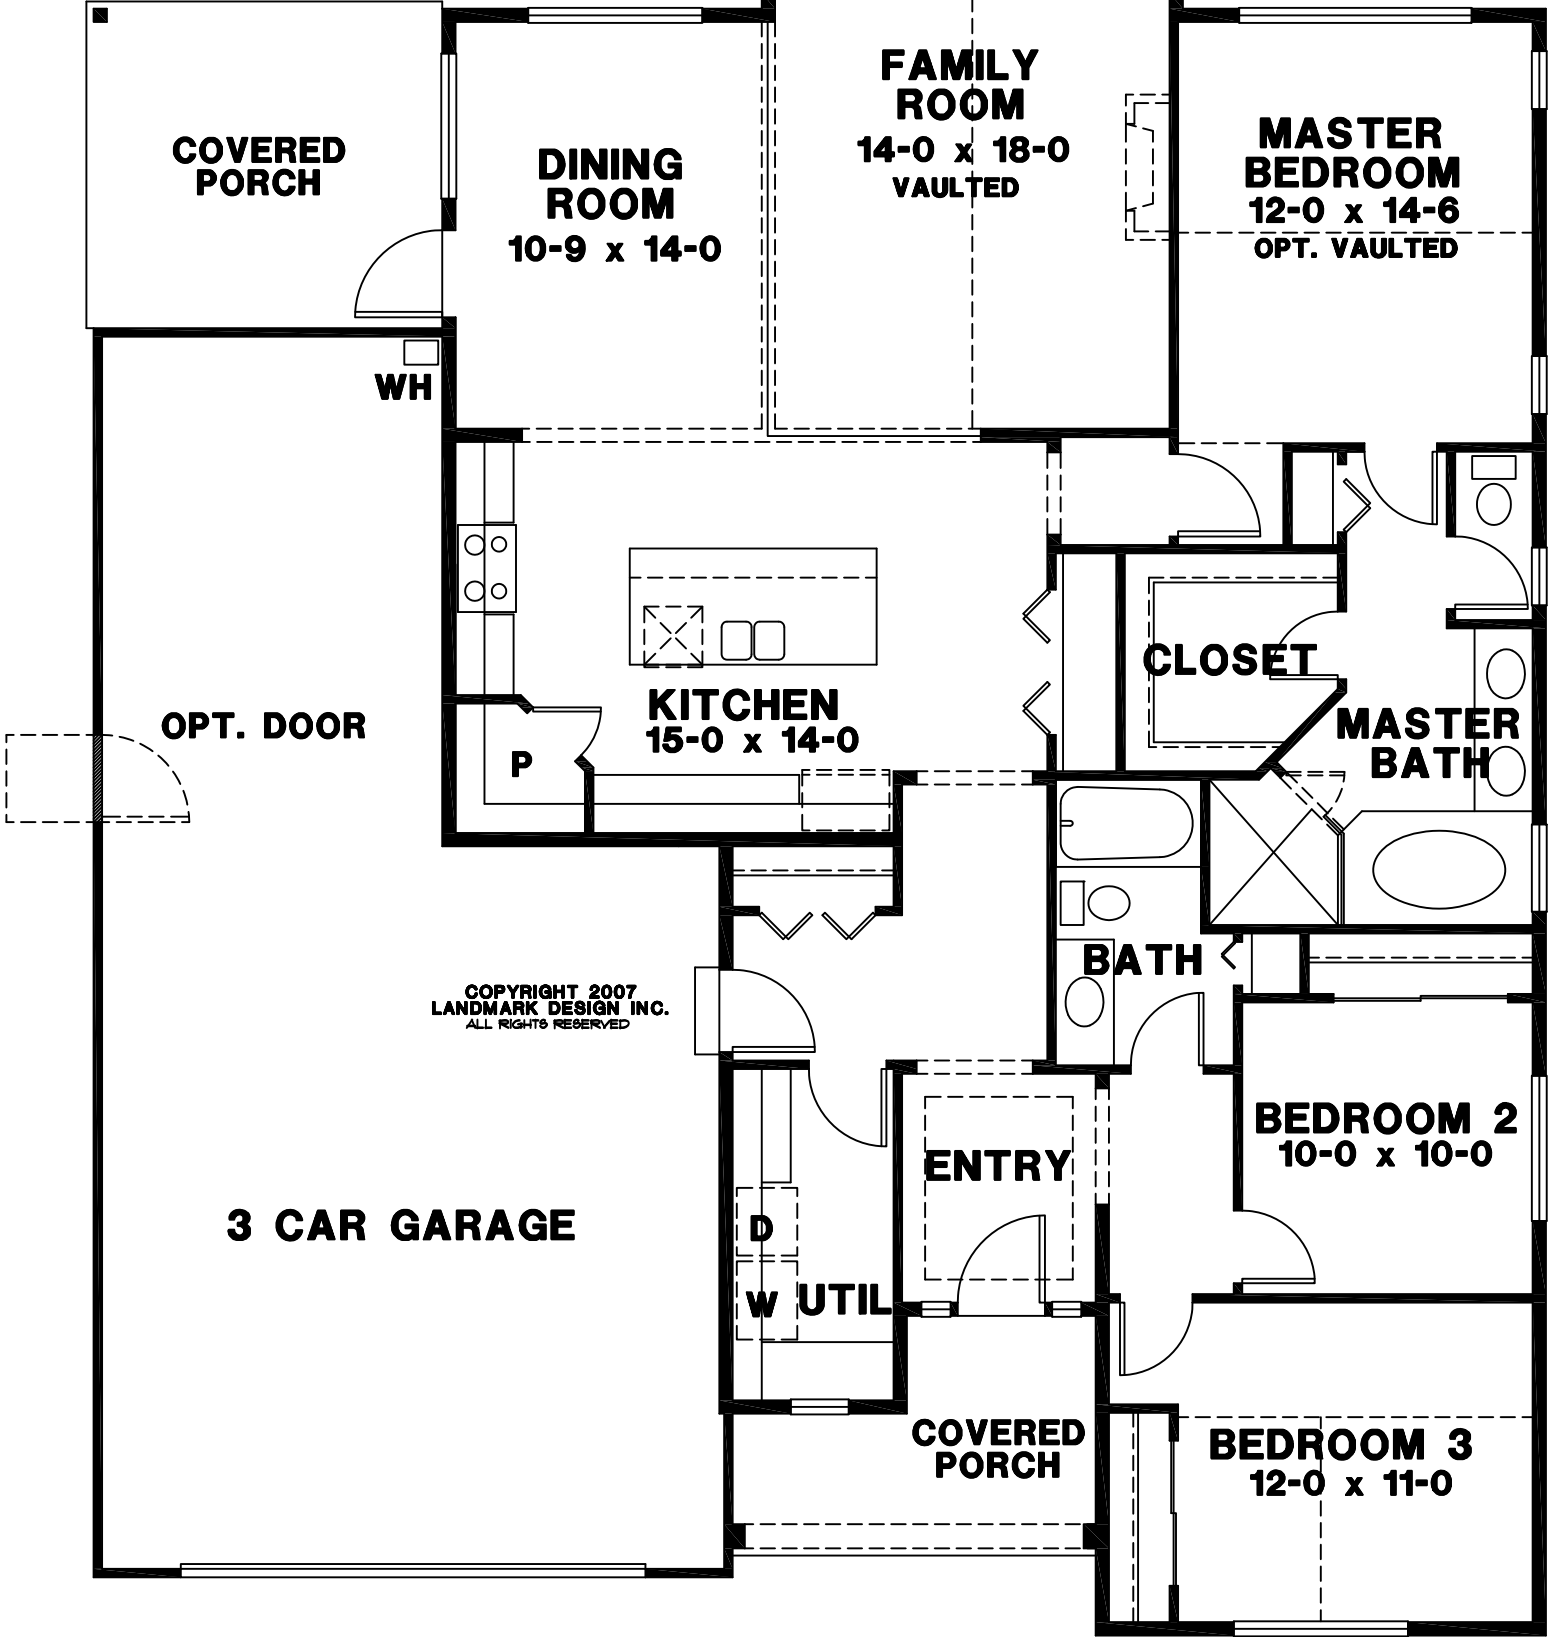 FAMILY
ROOM
14-0 x 18-0
VAULTED
MASTER
BEDROOM
12-0 x 14-6
OPT. VAULTED
COVERED
PORCH
DINING
ROOM
10-9 x 14-0
WH
CLOSET
OPT. DOOR
KITCHEN
15-0 x 14-0
P
MASTER
BATH
BATH
COPYRIGHT 2007
LANDMARK DESIGN INC.
ALL RIGHTS RESERVED
BEDROOM 2
10-0 x 10-0
ENTRY
3 CAR GARAGE
D
W
UTIL
COVERED
PORCH
BEDROOM 3
12-0 x 11-0